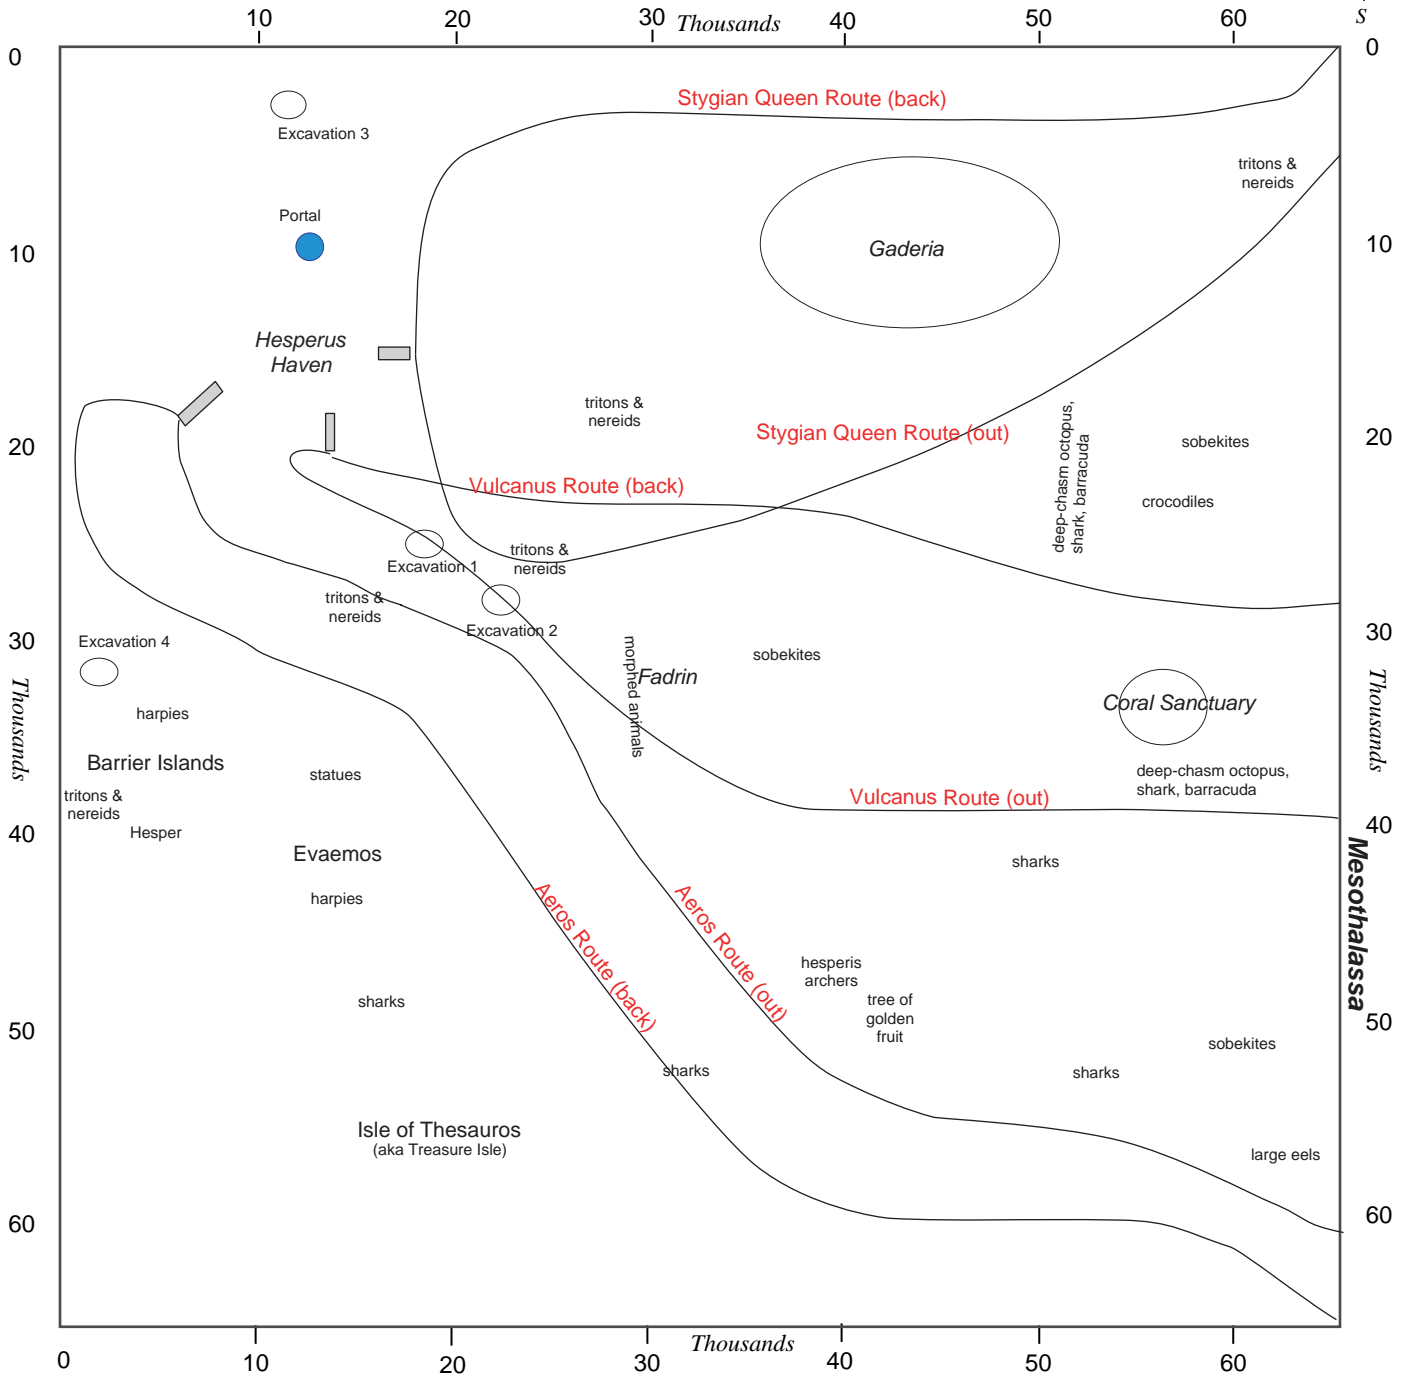 10
20
30
Thousands
40
50
60
S
0
0
Stygian Queen Route (back)
Excavation 3
tritons &
nereids
Portal
10
Gaderia
10
Hesperus
Haven
tritons &
nereids
Stygian Queen Route (out)
deep-chasm octopus,
shark, barracuda
sobekites
20
20
Vulcanus Route (back)
crocodiles
tritons &
nereids
Excavation 1
tritons &
nereids
Excavation 2
30
Excavation 4
30
morphed animals
sobekites
Fadrin
Thousands
Thousands
Coral Sanctuary
harpies
Barrier Islands
statues
deep-chasm octopus,
shark, barracuda
tritons &
nereids
Vulcanus Route (out)
Hesper
40
40
Evaemos
Mesothalassa
sharks
harpies
Aeros Route (back)
Aeros Route (out)
hesperis
archers
sharks
tree of
golden
fruit
50
50
sobekites
sharks
sharks
Isle of Thesauros
(aka Treasure Isle)
large eels
60
60
Thousands
0
10
20
30
40
50
60